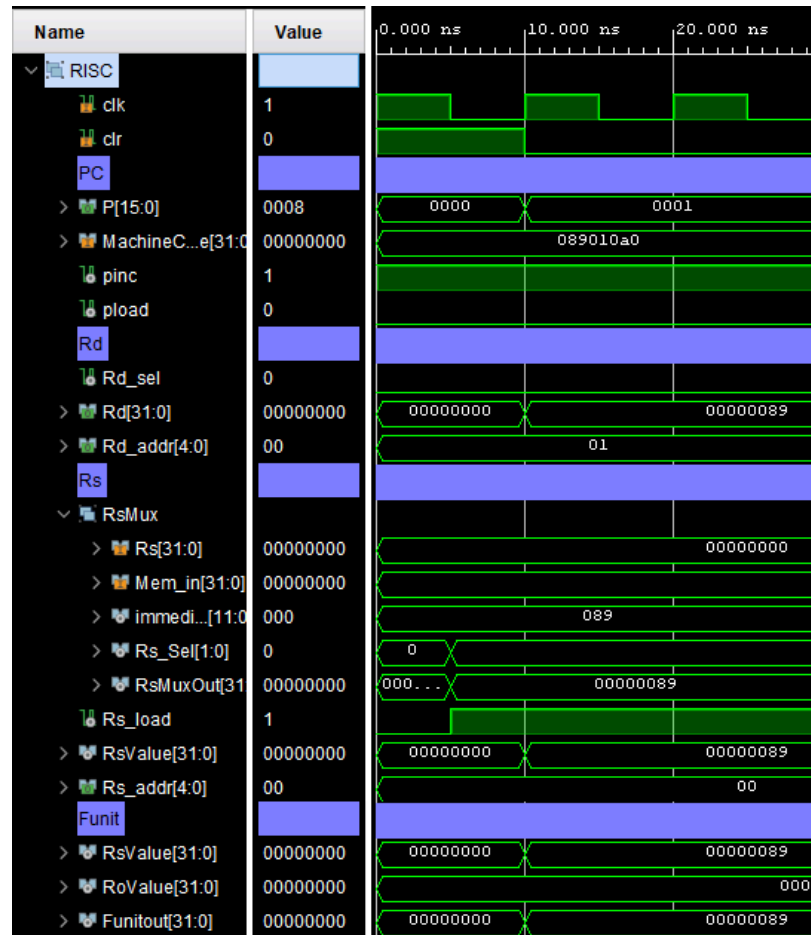 Name Value 0.000 ns 10.000 ns 20.000 ns
RISC
clk 1
clr 0
PC
P[15:0] 0008 0000 0001
MachineC...e[31:0 00000000 089010a0
pinc 1
pload 0
Rd
Rd_sel 0
Rd[31:0] 00000000 00000000 00000089
Rd_addr[4:0] 00 01
Rs
RsMux
Rs[31:0] 00000000 00000000
Mem_in[31:0] 00000000
immedi...[11:0 000 089
Rs_Sel[1:0] 0 0
RsMuxOut[31 00000000 000... 00000089
Rs_load 1
RsValue[31:0] 00000000 00000000 00000089
Rs_addr[4:0] 00 00
Funit
RsValue[31:0] 00000000 00000000 00000089
RoValue[31:0] 00000000 000
Funitout[31:0] 00000000 00000000 00000089